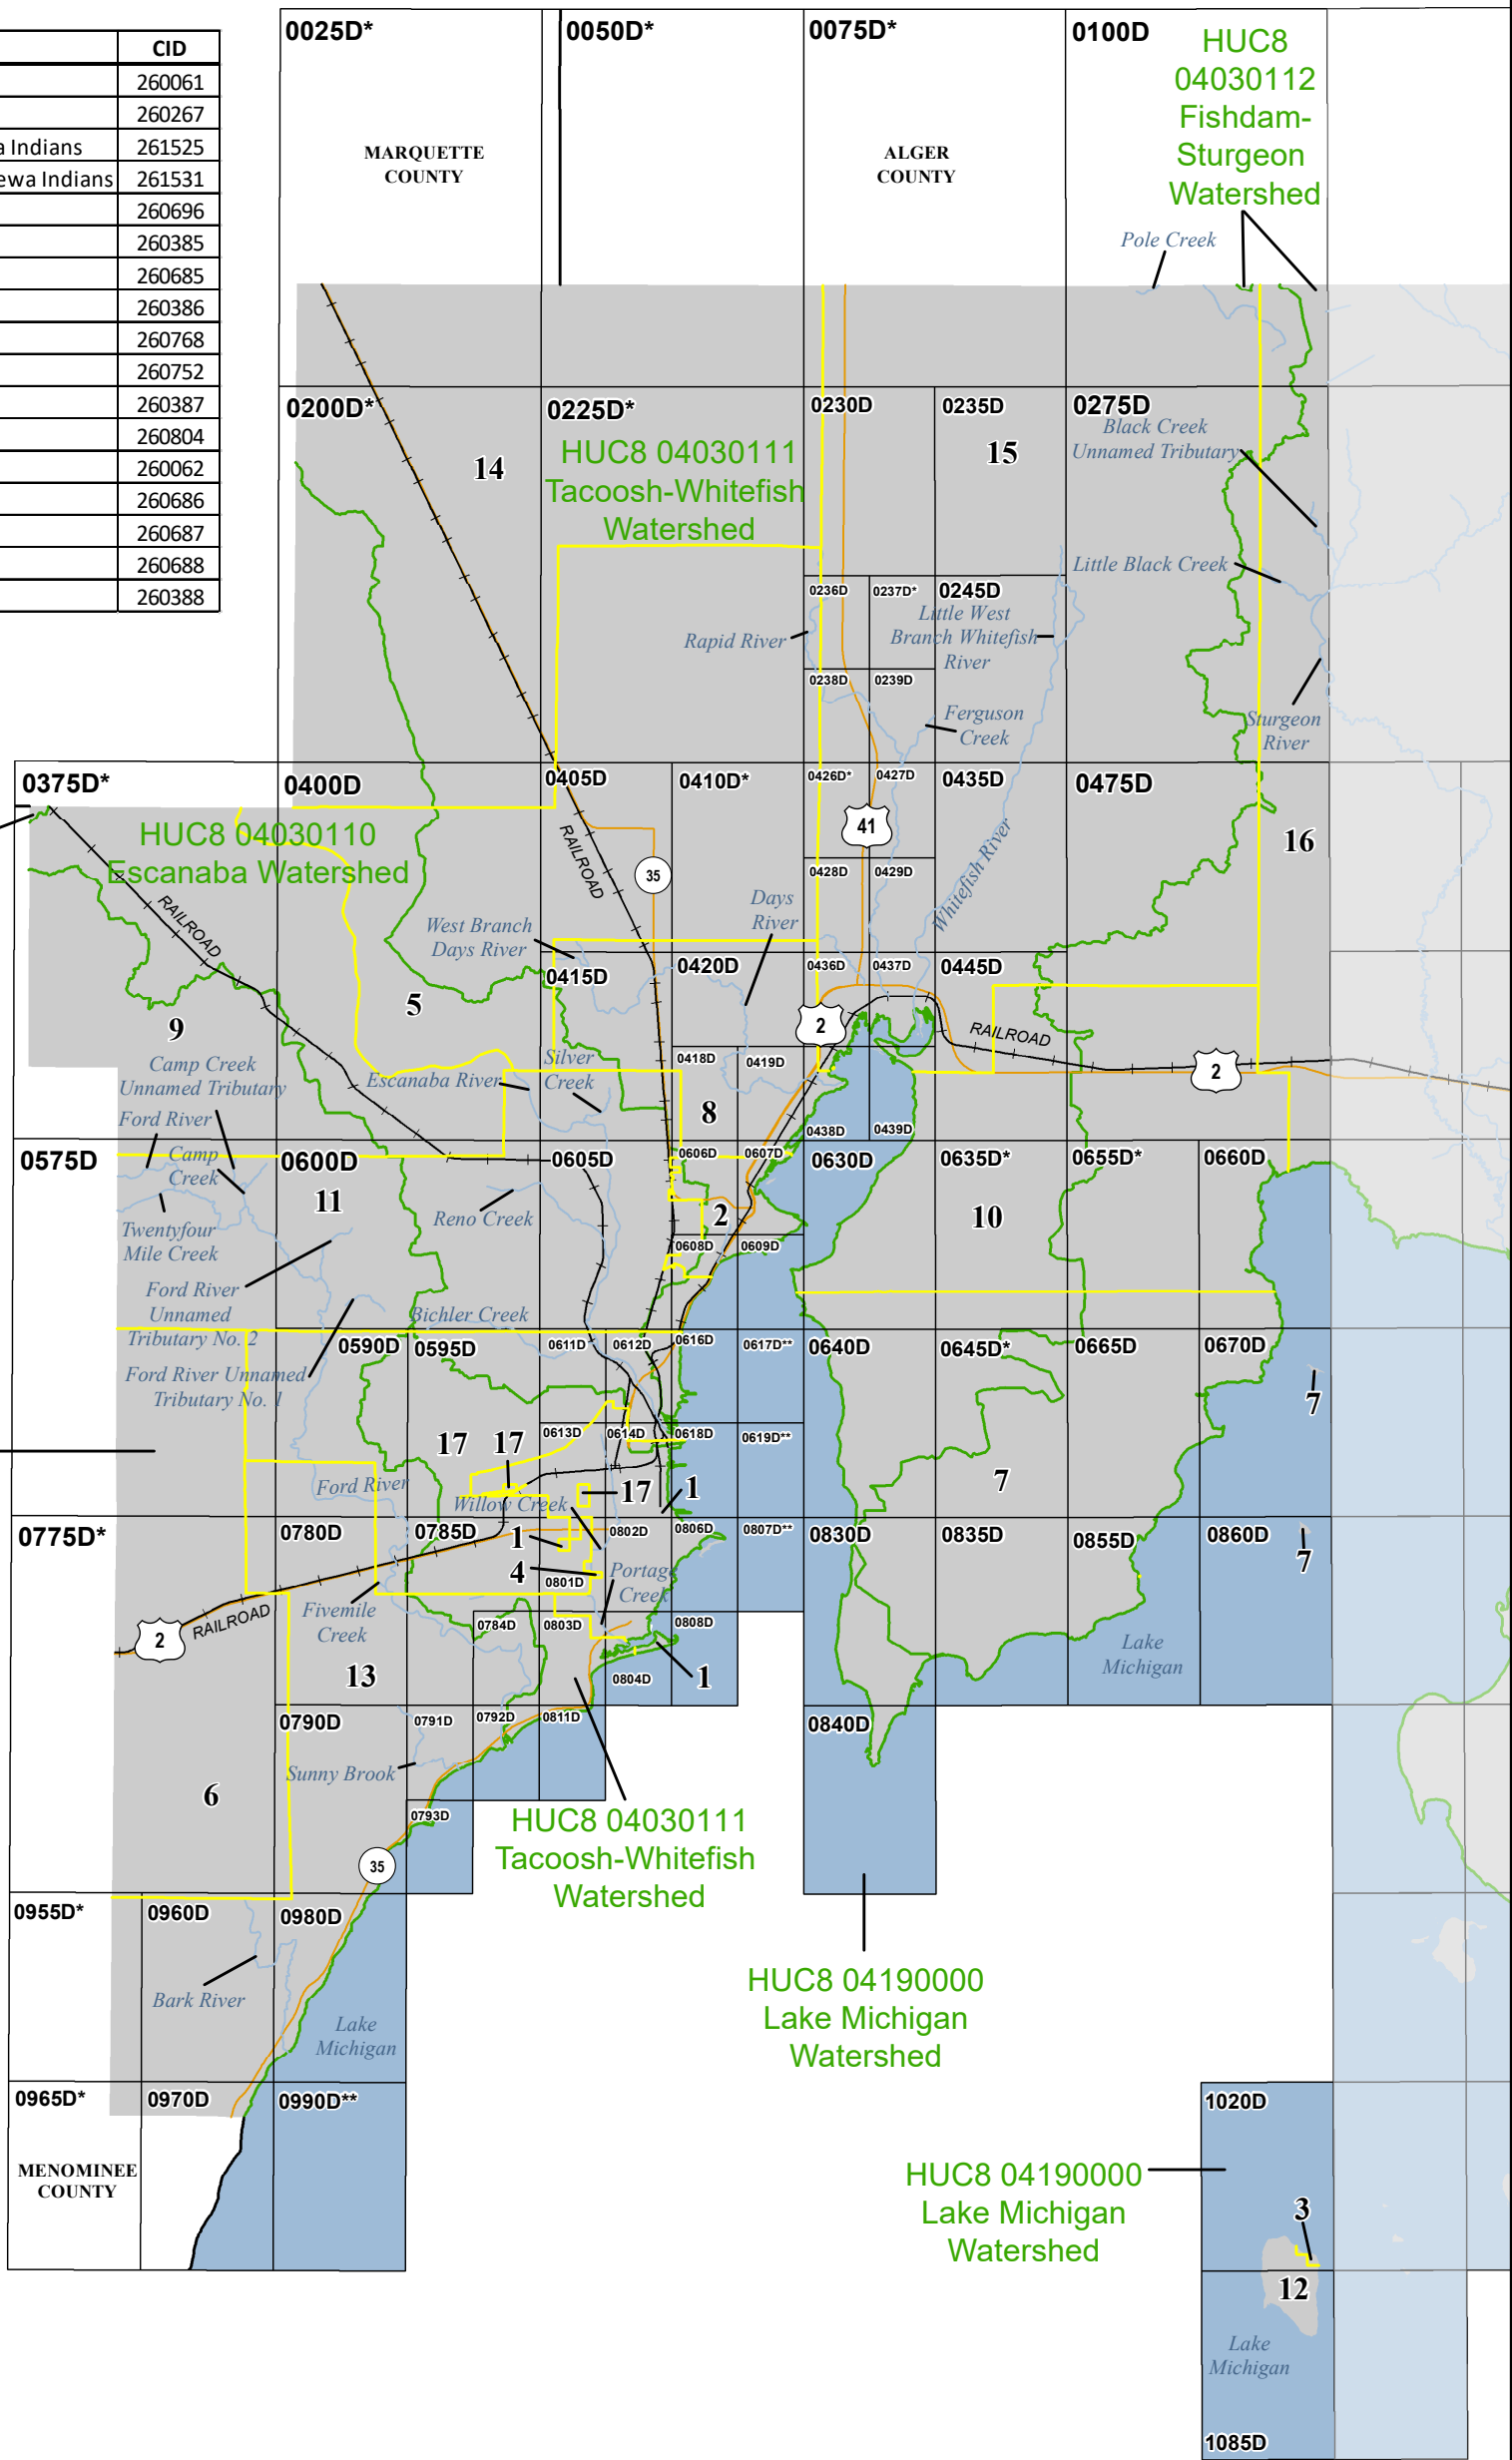 CID
260061
260267
a Indians 261525
ewa Indians 261531
260696
260385
260685
260386
260768
260752
260387
260804
260062
260686
260687
260688
260388
0025D*
0050D*
0075D*
0100D
HUC8
04030112
Fishdam-
Sturgeon
Watershed
MARQUETTE
COUNTY
ALGER
COUNTY
Pole Creek
0200D*
0225D*
0230D
0235D
0275D
14
HUC8 04030111
Tacoosh-Whitefish
Watershed
15
Black Creek
Unnamed Tributary
Little Black Creek
0236D
0237D*
0245D
Rapid River
Little West
Branch Whitefish
River
0238D
0239D
Ferguson
Creek
Sturgeon
River
0375D*
0400D
0405D
0410D*
0426D*
0427D
0435D
0475D
HUC8 04030110
Escanaba Watershed
RAILROAD
41
16
35
0428D
0429D
RAILROAD
Whitefish River
Days
River
West Branch
Days River
0415D
0420D
0436D
0437D
0445D
5
9
2
RAILROAD
2
Camp Creek
Unnamed Tributary
Escanaba River
Silver
Creek
0418D
0419D
8
Ford River
0438D
0439D
0575D
Camp
Creek
0600D
0605D
0606D
0607D
0630D
0635D*
0655D*
0660D
11
Reno Creek
2
10
Twentyfour
Mile Creek
0608D
0609D
Ford River
Unnamed
Tributary No. 2
Bichler Creek
0590D
0595D
0611D
0612D
0616D
0617D**
0640D
0645D*
0665D
0670D
Ford River Unnamed
Tributary No. 1
7
17
17
0613D
0614D
0618D
0619D**
Ford River
Willow Creek
17
1
7
0775D*
0780D
0785D
1
0802D
0806D
0807D**
0830D
0835D
0855D
0860D
7
4
0801D
Portage
Creek
Fivemile
Creek
2
RAILROAD
0784D
0803D
0808D
Lake
Michigan
13
0804D
1
0790D
0791D
0792D
0811D
0840D
Sunny Brook
6
0793D
HUC8 04030111
Tacoosh-Whitefish
Watershed
35
0955D*
0960D
0980D
Bark River
HUC8 04190000
Lake Michigan
Watershed
Lake
Michigan
0965D*
0970D
0990D**
1020D
MENOMINEE
COUNTY
HUC8 04190000
Lake Michigan
Watershed
3
12
Lake
Michigan
1085D